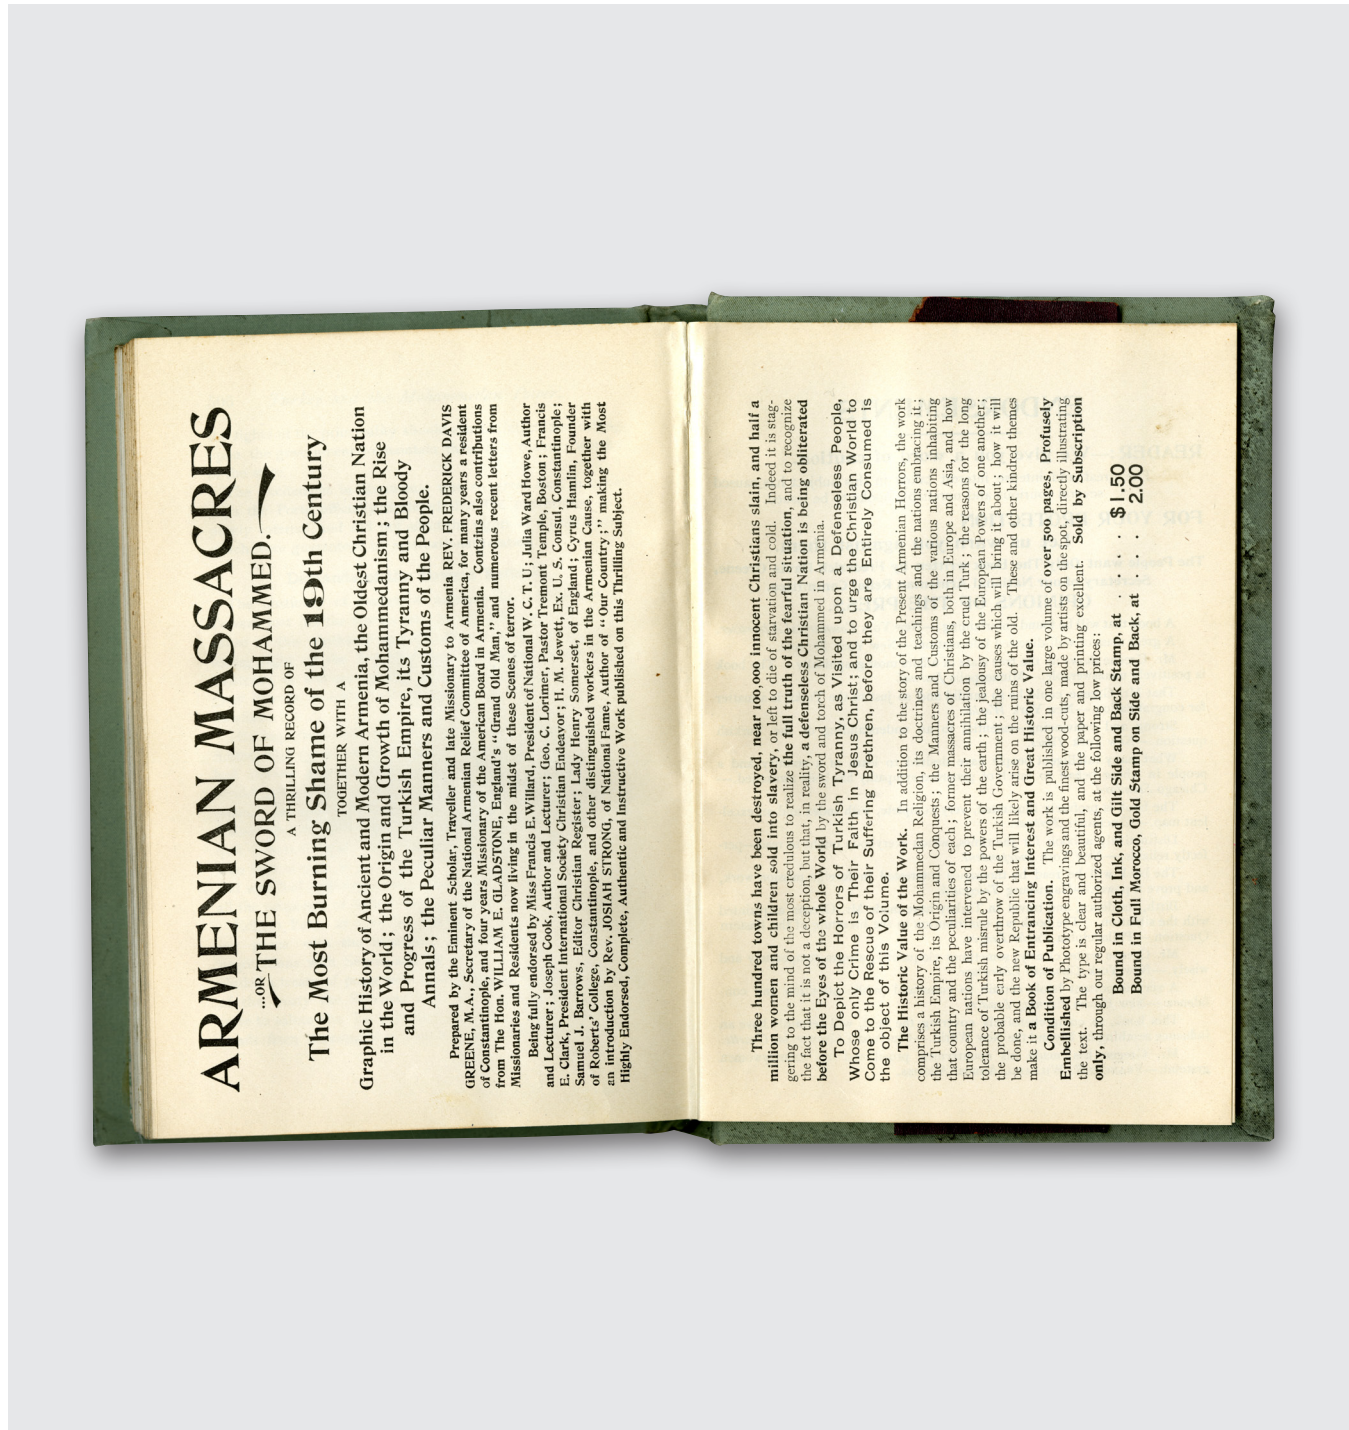 ARMENIAN MASSACRES
...OR
THE SWORD OF MOHAMMED.
A THRILLING RECORD OF
The Most Burning Shame of the 19th Century
TOGETHER WITH A
Graphic History of Ancient and Modern Armenia, the Oldest Christian Nation
in the World; the Origin and Growth of Mohammedanism; the Rise
and Progress of the Turkish Empire, its Tyranny and Bloody
Annals; the Peculiar Manners and Customs of the People.
Prepared by the Eminent Scholar, Traveller and late Missionary to Armenia REV. FREDERICK DAVIS
GREENE, M.A., Secretary of the National Armenian Relief Committee of America, for many years a resident
of Constantinople, and four years Missionary of the American Board in Armenia. Contains also contributions
from The Hon. WILLIAM E. GLADSTONE, England's "Grand Old Man," and numerous recent letters from
Missionaries and Residents now living in the midst of these Scenes of terror.
Being fully endorsed by Miss Francis E. Willard, President of National W. C. T. U; Julia Ward Howe, Author
and Lecturer; Joseph Cook, Author and Lecturer; Geo. C. Lorimer, Pastor Tremont Temple, Boston; Francis
E. Clark, President International Society Christian Endeavor; H. M. Jewett, Ex. U. S. Consul, Constantinople;
Samuel J. Barrows, Editor Christian Register; Lady Henry Somerset, of England; Cyrus Hamlin, Founder
of Roberts' College, Constantinople, and other distinguished workers in the Armenian Cause, together with
an introduction by Rev. JOSIAH STRONG, of National Fame, Author of "Our Country;" making the Most
Highly Endorsed, Complete, Authentic and Instructive Work published on this Thrilling Subject.
Three hundred towns have been destroyed, near 100,000 innocent Christians slain, and half a
million women and children sold into slavery, or left to die of starvation and cold. Indeed it is stag-
gering to the mind of the most credulous to realize the full truth of the fearful situation, and to recognize
the fact that it is not a deception, but that, in reality, a defenseless Christian Nation is being obliterated
before the Eyes of the whole World by the sword and torch of Mohammed in Armenia.
To Depict the Horrors of Turkish Tyranny, as Visited upon a Defenseless People,
Whose only Crime is Their Faith in Jesus Christ; and to urge the Christian World to
Come to the Rescue of their Suffering Brethren, before they are Entirely Consumed is
the object of this Volume.
The Historic Value of the Work. In addition to the story of the Present Armenian Horrors, the work
comprises a history of the Mohammedan Religion, its doctrines and teachings and the nations embracing it;
the Turkish Empire, its Origin and Conquests; the Manners and Customs of the various nations inhabiting
that country and the peculiarities of each; former massacres of Christians, both in Europe and Asia, and how
European nations have intervened to prevent their annihilation by the cruel Turk; the reasons for the long
tolerance of Turkish misrule by the powers of the earth; the jealousy of the European Powers of one another;
the probable early overthrow of the Turkish Government; the causes which will bring it about; how it will
be done, and the new Republic that will likely arise on the ruins of the old. These and other kindred themes
make it a Book of Entrancing Interest and Great Historic Value.
Condition of Publication. The work is published in one large volume of over 500 pages, Profusely
Embellished by Phototype engravings and the finest wood-cuts, made by artists on the spot, directly illustrating
the text. The type is clear and beautiful, and the paper and printing excellent. Sold by Subscription
only, through our regular authorized agents, at the following low prices:
Bound in Cloth, Ink, and Gilt Side and Back Stamp, at . . . . $1.50
Bound in Full Morocco, Gold Stamp on Side and Back, at . . . . 2.00